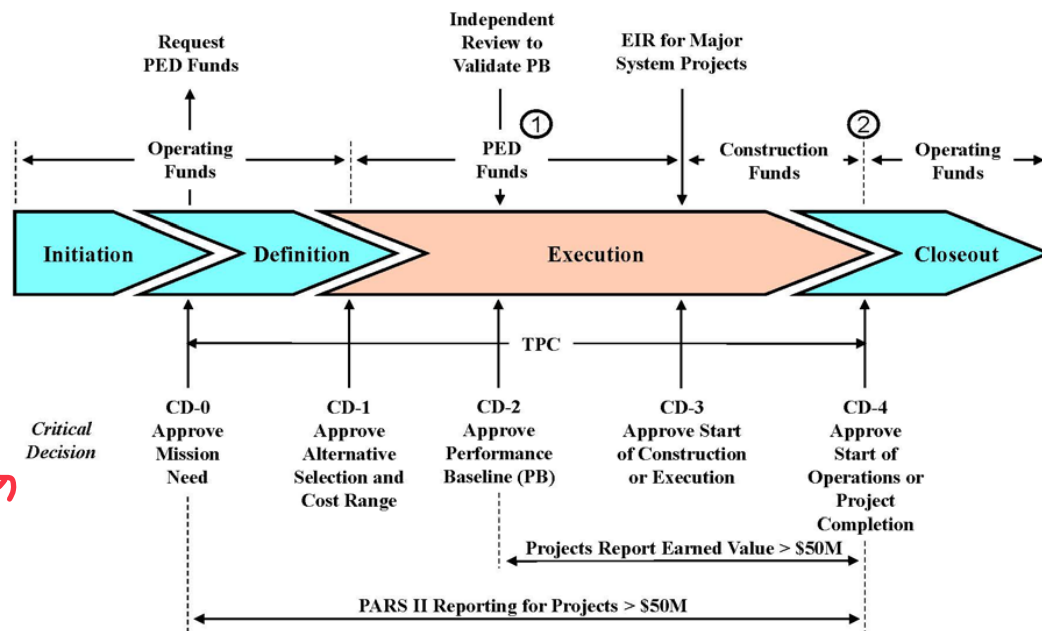 Request
PED Funds
Independent
Review to
Validate PB
EIR for Major
System Projects
1
2
Operating
Funds
PED
Funds
Construction
Funds
Operating
Funds
Initiation
Definition
Execution
Closeout
TPC
Critical
Decision
CD-0
Approve
Mission
Need
CD-1
Approve
Alternative
Selection and
Cost Range
CD-2
Approve
Performance
Baseline (PB)
CD-3
Approve Start
of Construction
or Execution
CD-4
Approve
Start of
Operations or
Project
Completion
Projects Report Earned Value > $50M
PARS II Reporting for Projects > $50M